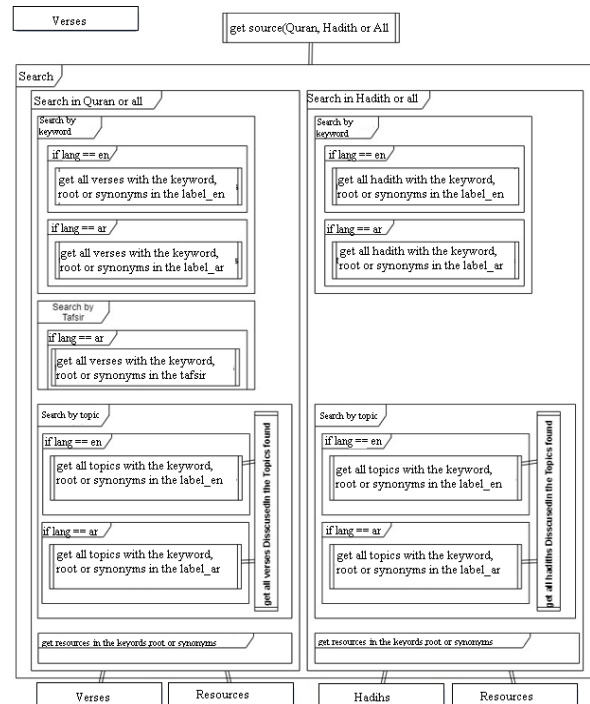 Verses
get source(Quran, Hadith or All
Search
Search in Quran or all
Search by
keyword
if lang == en
get all verses with the keyword,
root or synonyms in the label_en
if lang == ar
get all verses with the keyword,
root or synonyms in the label_ar
Search by
Tafsir
if lang == ar
get all verses with the keyword,
root or synonyms in the tafsir
Search by topic
if lang == en
get all topics with the keyword,
root or synonyms in the label_en
if lang == ar
get all topics with the keyword,
root or synonyms in the label_ar
get all verses DisscusedIn the Topics found
get resources in the keyords,root or synonyms
Search in Hadith or all
Search by
keyword
if lang == en
get all hadith with the keyword,
root or synonyms in the label_en
if lang == ar
get all hadith with the keyword,
root or synonyms in the label_ar
Search by topic
if lang == en
get all topics with the keyword,
root or synonyms in the label_en
if lang == ar
get all topics with the keyword,
root or synonyms in the label_ar
get all hadiths DisscusedIn the Topics found
get resources in the keyords,root or synonyms
Verses
Resources
Hadihs
Resources